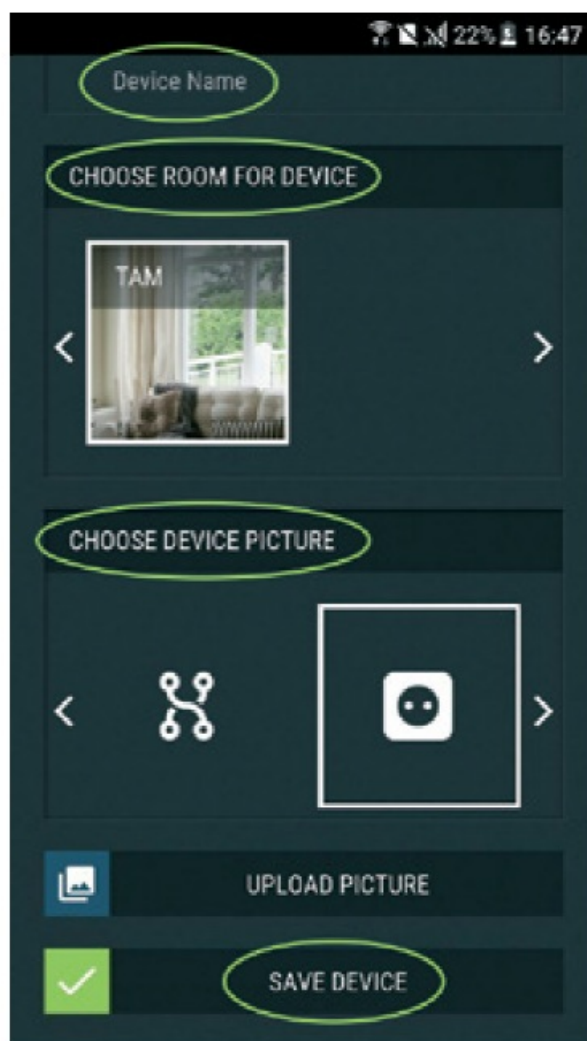 22% 16:47
Device Name
CHOOSE ROOM FOR DEVICE
TAM
CHOOSE DEVICE PICTURE
UPLOAD PICTURE
SAVE DEVICE